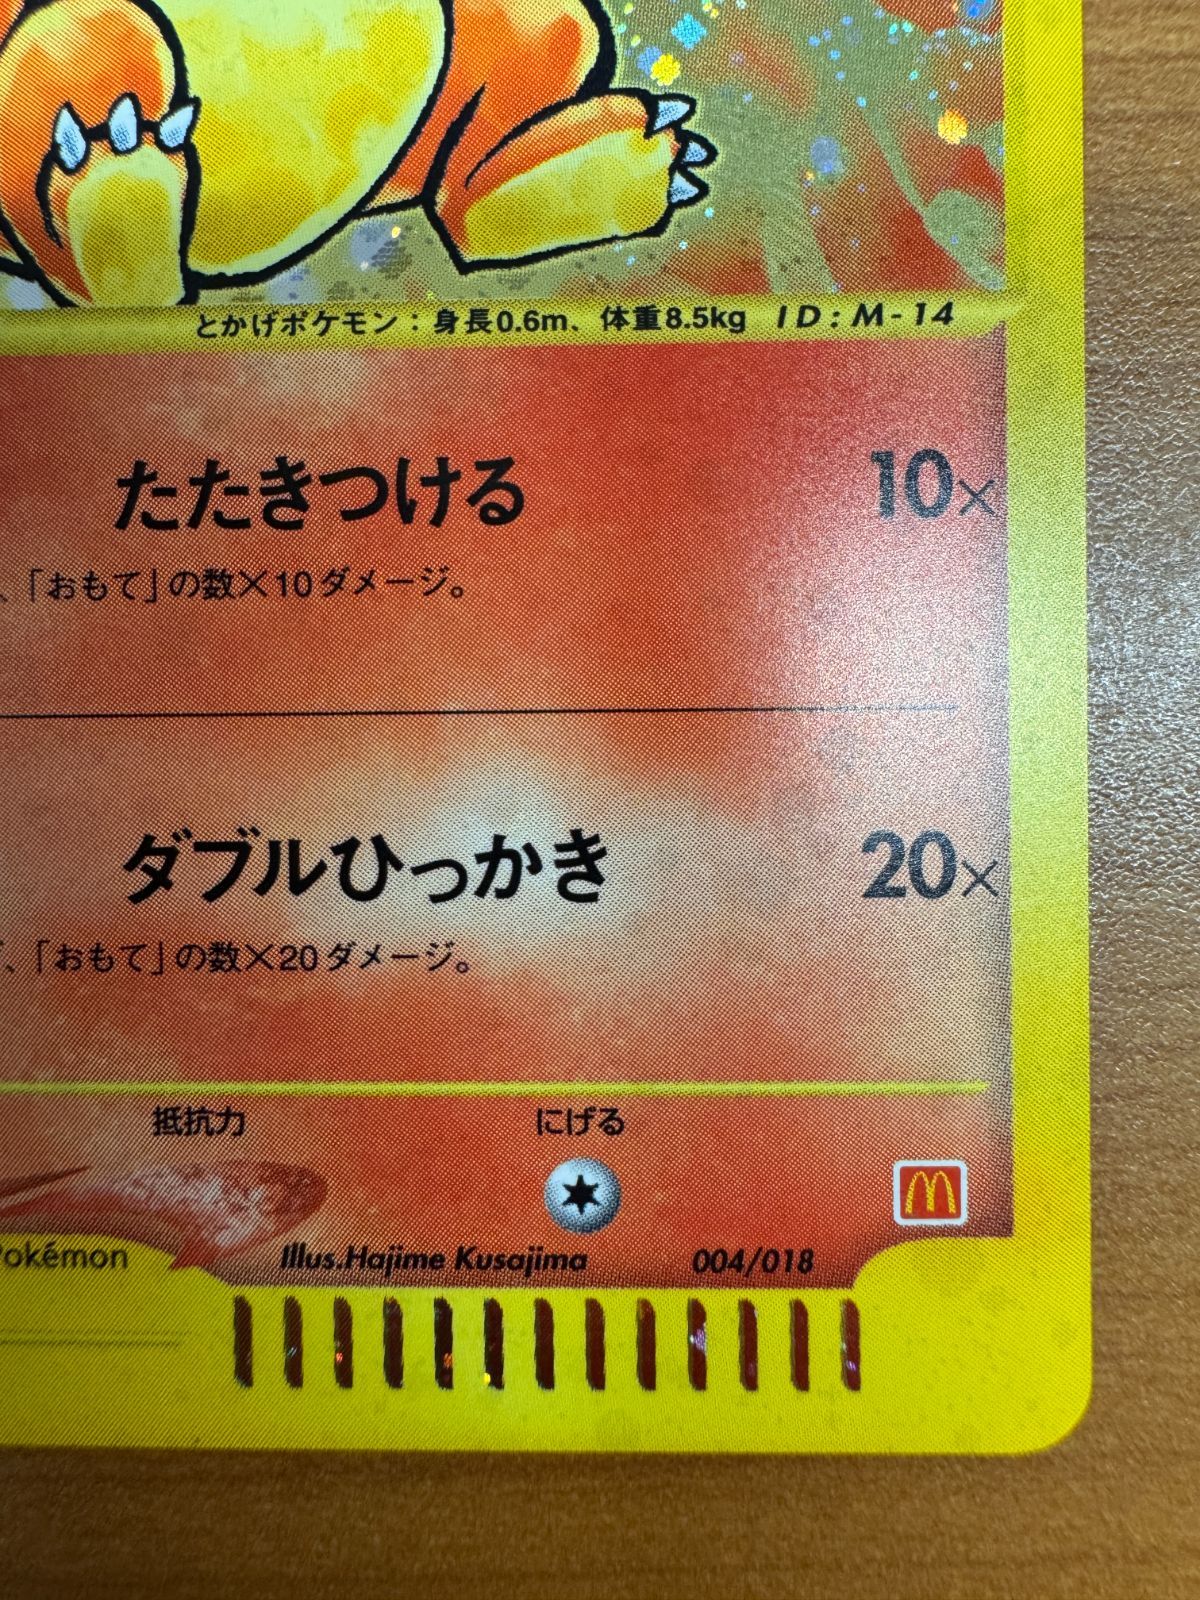 とかげポケモン：身長0.6m、体重8.5kg ID:M-14
たたきつける 10×
、「おもて」の数×10ダメージ。
ダブルひっかき 20×
、「おもて」の数×20ダメージ。
抵抗力 にげる
Pokémon Illus.Hajime Kusajima 004/018